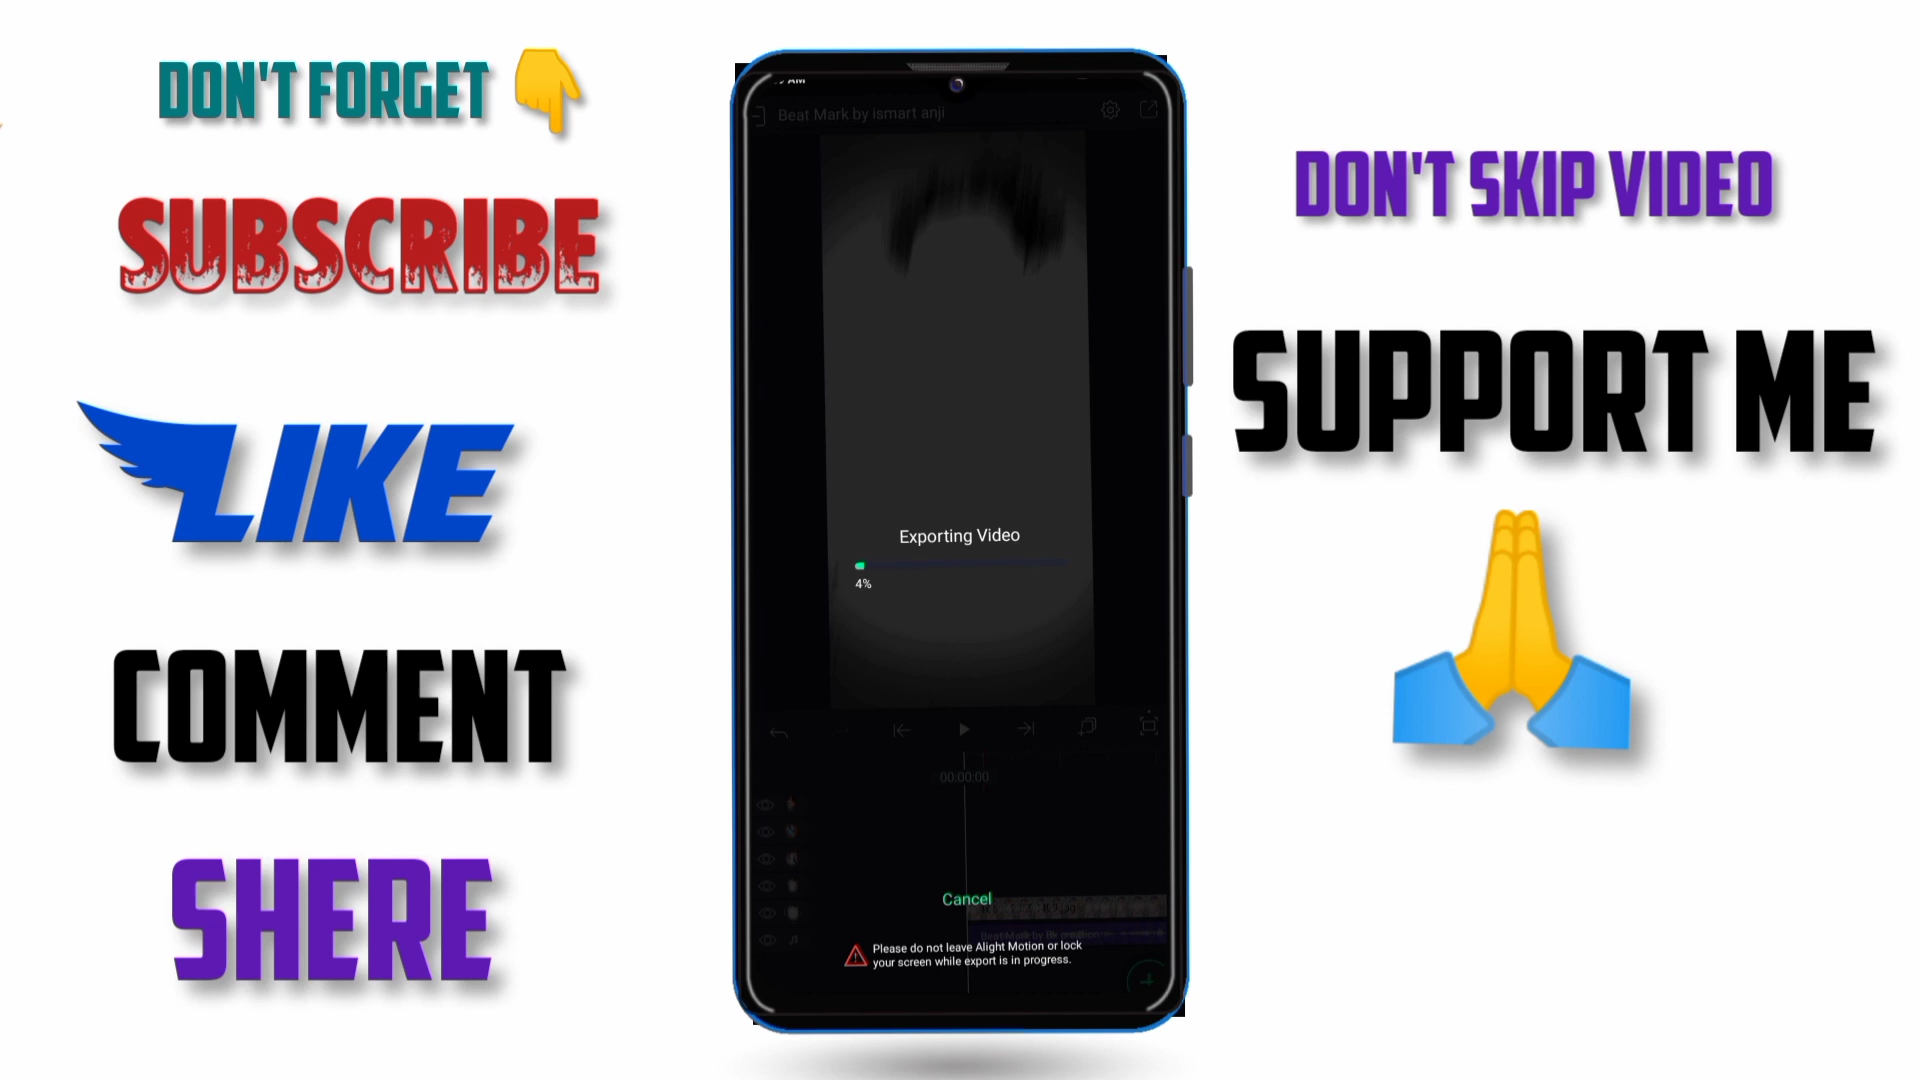 DON'T FORGET
SUBSCRIBE
LIKE
COMMENT
SHERE
AM
Beat Mark by ismart anji
Exporting Video
4%
00:00:00
Cancel
Please do not leave Alight Motion or lock
your screen while export is in progress.
DON'T SKIP VIDEO
SUPPORT ME